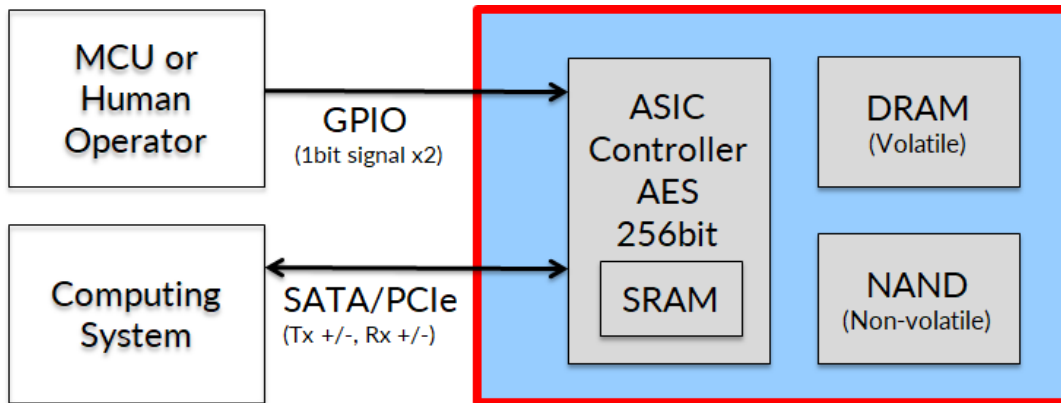 MCU or
Human
Operator
GPIO
(1bit signal x2)
Computing
System
SATA/PCIe
(Tx +/-, Rx +/-)
ASIC
Controller
AES
256bit
SRAM
DRAM
(Volatile)
NAND
(Non-volatile)